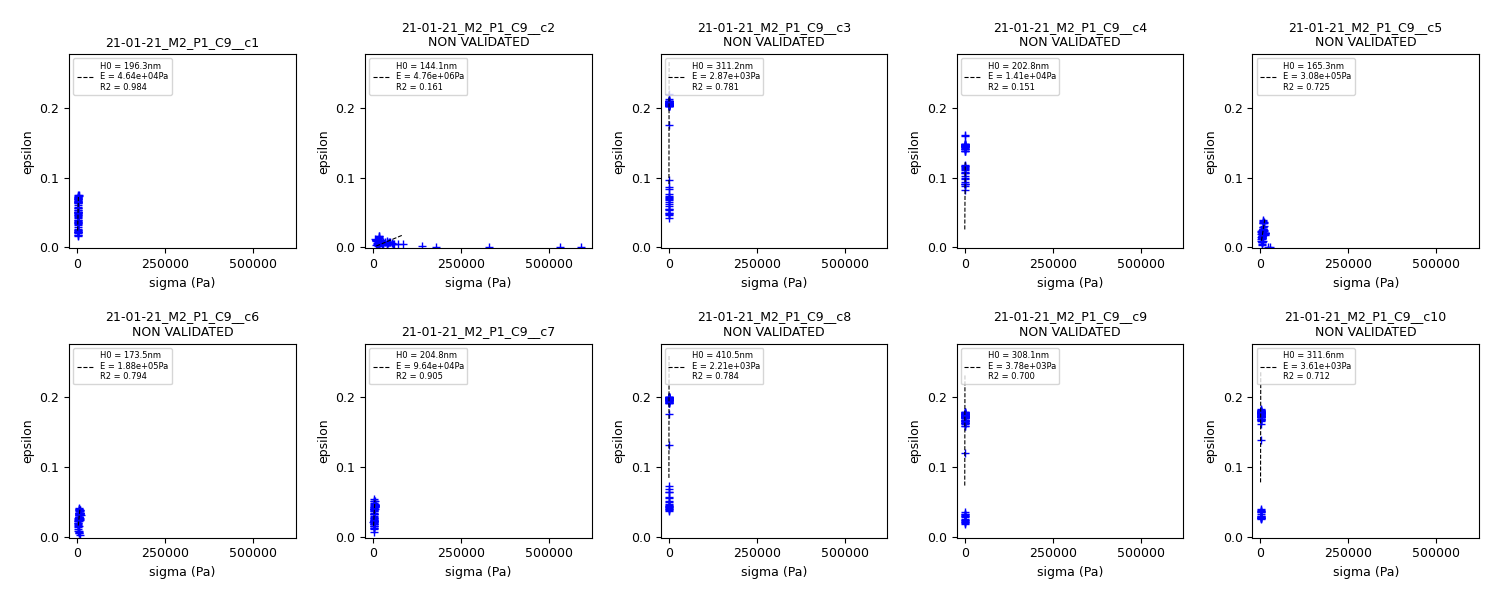 21-01-21_M2_P1_C9__c1
H0 = 196.3nm
E = 4.64e+04Pa
R2 = 0.984
epsilon
0.2
0.1
0.0
0
250000
500000
sigma (Pa)
21-01-21_M2_P1_C9__c2
NON VALIDATED
H0 = 144.1nm
E = 4.76e+06Pa
R2 = 0.161
epsilon
0.2
0.1
0.0
0
250000
500000
sigma (Pa)
21-01-21_M2_P1_C9__c3
NON VALIDATED
H0 = 311.2nm
E = 2.87e+03Pa
R2 = 0.781
epsilon
0.2
0.1
0.0
0
250000
500000
sigma (Pa)
21-01-21_M2_P1_C9__c4
NON VALIDATED
H0 = 202.8nm
E = 1.41e+04Pa
R2 = 0.151
epsilon
0.2
0.1
0.0
0
250000
500000
sigma (Pa)
21-01-21_M2_P1_C9__c5
NON VALIDATED
H0 = 165.3nm
E = 3.08e+05Pa
R2 = 0.725
epsilon
0.2
0.1
0.0
0
250000
500000
sigma (Pa)
21-01-21_M2_P1_C9__c6
NON VALIDATED
H0 = 173.5nm
E = 1.88e+05Pa
R2 = 0.794
epsilon
0.2
0.1
0.0
0
250000
500000
sigma (Pa)
21-01-21_M2_P1_C9__c7
H0 = 204.8nm
E = 9.64e+04Pa
R2 = 0.905
epsilon
0.2
0.1
0.0
0
250000
500000
sigma (Pa)
21-01-21_M2_P1_C9__c8
NON VALIDATED
H0 = 410.5nm
E = 2.21e+03Pa
R2 = 0.784
epsilon
0.2
0.1
0.0
0
250000
500000
sigma (Pa)
21-01-21_M2_P1_C9__c9
NON VALIDATED
H0 = 308.1nm
E = 3.78e+03Pa
R2 = 0.700
epsilon
0.2
0.1
0.0
0
250000
500000
sigma (Pa)
21-01-21_M2_P1_C9__c10
NON VALIDATED
H0 = 311.6nm
E = 3.61e+03Pa
R2 = 0.712
epsilon
0.2
0.1
0.0
0
250000
500000
sigma (Pa)